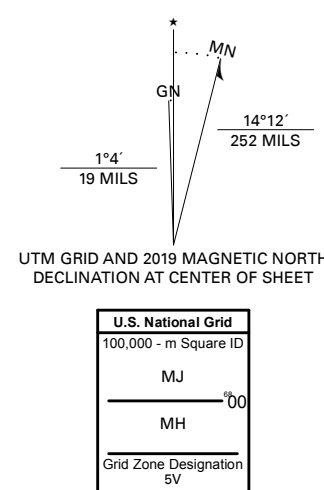 ★
MN
GN
14°12´
252 MILS
1°4´
19 MILS
UTM GRID AND 2019 MAGNETIC NORTH
DECLINATION AT CENTER OF SHEET
U.S. National Grid
100,000 - m Square ID
MJ
6800
MH
Grid Zone Designation
5V